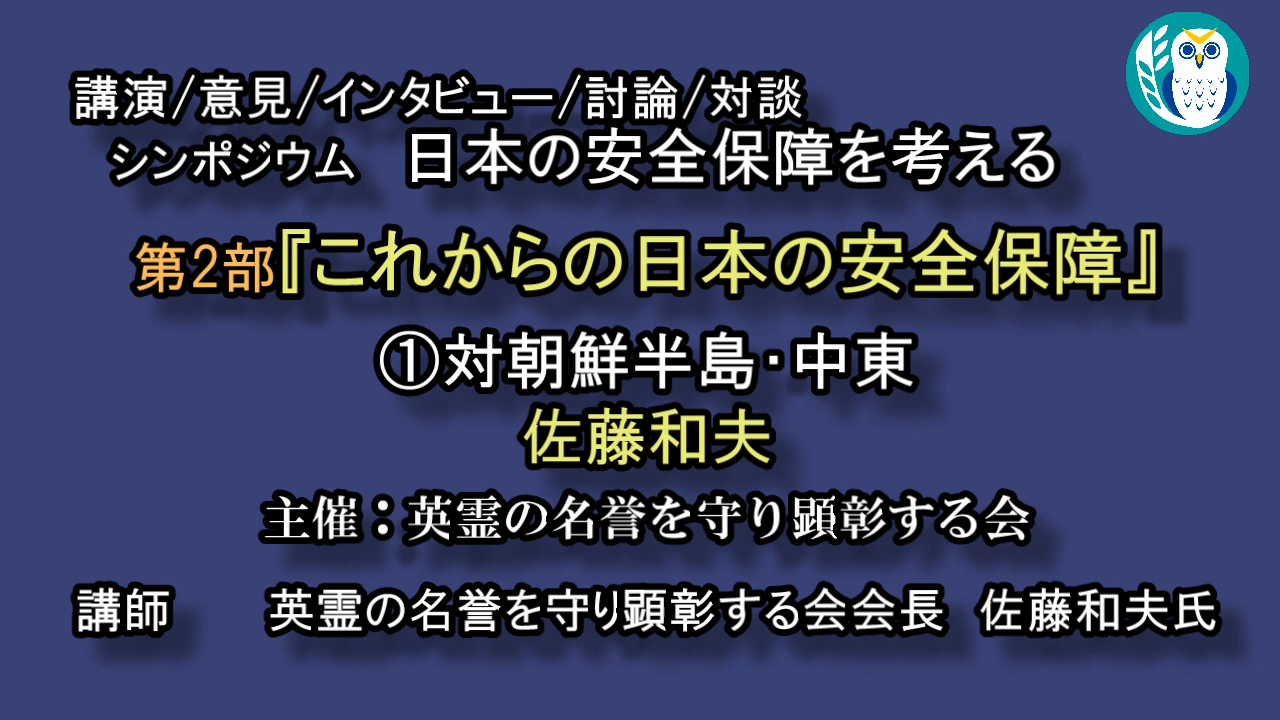 講演/意見/インタビュー/討論/対談
シンポジウム　日本の安全保障を考える
第2部『これからの日本の安全保障』
①対朝鮮半島・中東
佐藤和夫
主催：英霊の名誉を守り顕彰する会
講師　　英霊の名誉を守り顕彰する会会長　佐藤和夫氏